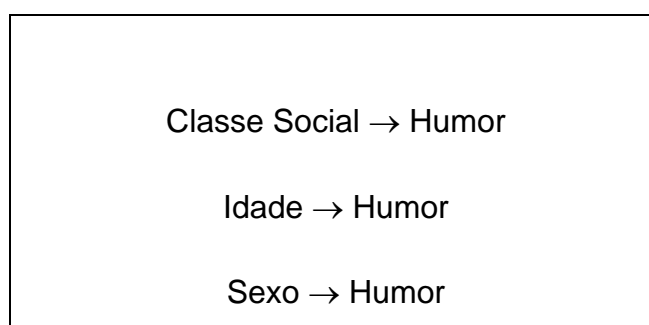 Classe Social → Humor
Idade → Humor
Sexo → Humor